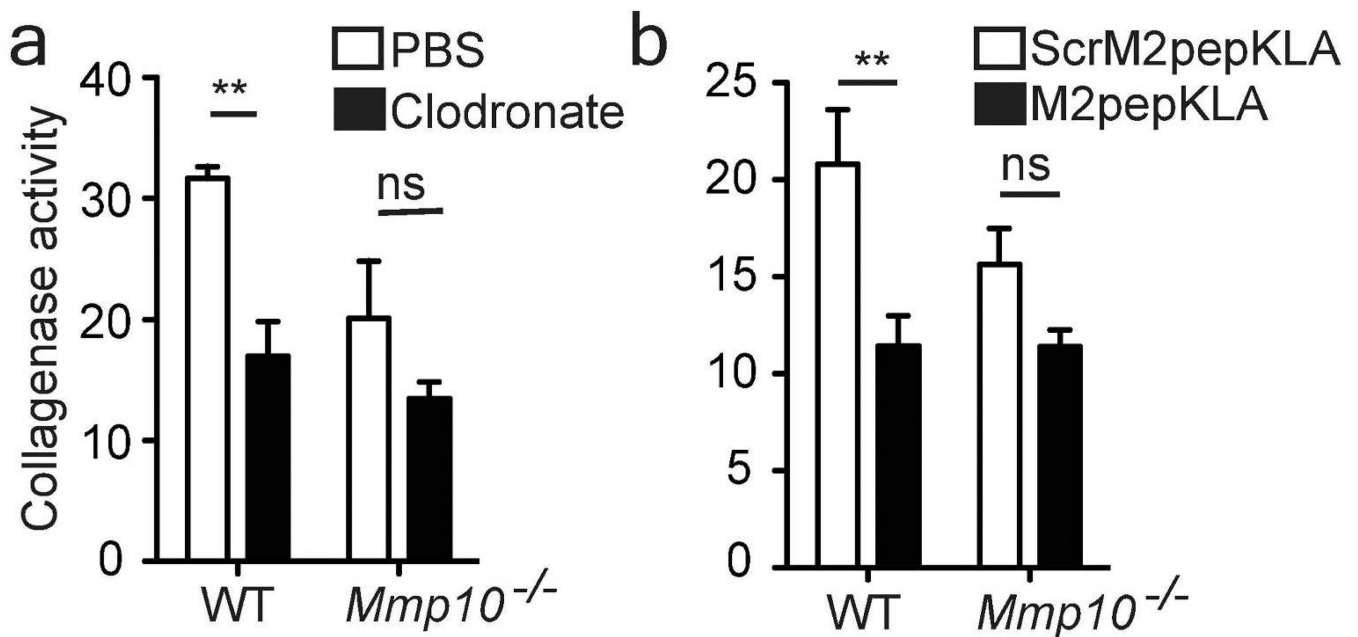 a
PBS
Clodronate
Collagenase activity
40
30
20
10
0
**
ns
WT
Mmp10 -/-
b
ScrM2pepKLA
M2pepKLA
25
20
15
10
5
0
**
ns
WT
Mmp10 -/-